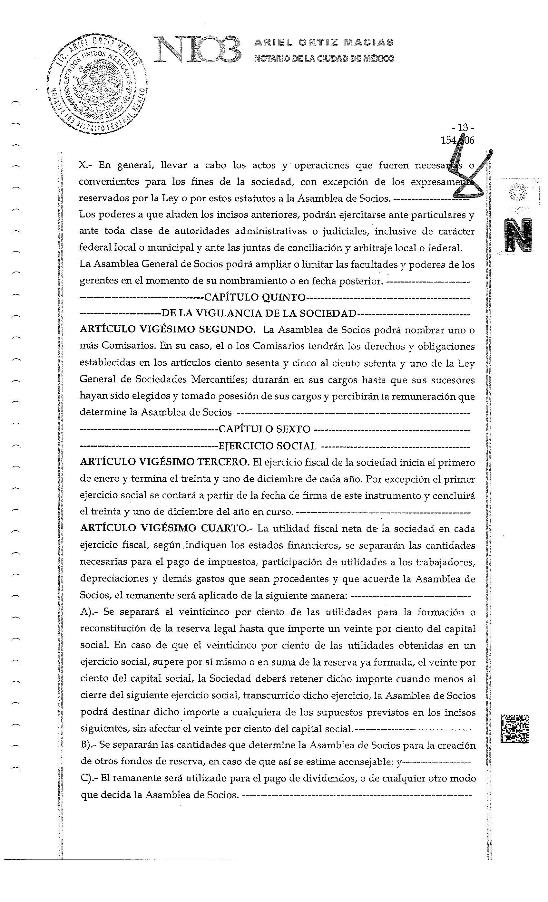 LIC. ARIEL ORTIZ MACÍAS
ESTADOS UNIDOS MEXICANOS
N103
ARIEL ORTIZ MACÍAS
NOTARIO DE LA CIUDAD DE MÉXICO
- 13 -
X.- En general, llevar a cabo los actos y operaciones que fueren necesarios o
convenientes para los fines de la sociedad, con excepción de los expresamente
reservados por la Ley o por estos estatutos a la Asamblea de Socios. --------------------
Los poderes a que aluden los incisos anteriores, podrán ejercitarse ante particulares y
ante toda clase de autoridades administrativas o judiciales, inclusive de carácter
federal local o municipal y ante las juntas de conciliación y arbitraje local o federal.
La Asamblea General de Socios podrá ampliar o limitar las facultades y poderes de los
gerentes en el momento de su nombramiento o en fecha posterior. ----------------------
--------------------------------CAPÍTULO QUINTO------------------------------------------
---------------------DE LA VIGILANCIA DE LA SOCIEDAD-----------------------------
ARTÍCULO VIGÉSIMO SEGUNDO. La Asamblea de Socios podrá nombrar uno o
más Comisarios. En su caso, el o los Comisarios tendrán los derechos y obligaciones
establecidas en los artículos ciento sesenta y cinco al ciento setenta y uno de la Ley
General de Sociedades Mercantiles; durarán en sus cargos hasta que sus sucesores
hayan sido elegidos y tomado posesión de sus cargos y percibirán la remuneración que
determine la Asamblea de Socios ------------------------------------------------------------
------------------------------------CAPÍTULO SEXTO ----------------------------------------
------------------------------------EJERCICIO SOCIAL ---------------------------------------
ARTÍCULO VIGÉSIMO TERCERO. El ejercicio fiscal de la sociedad inicia el primero
de enero y termina el treinta y uno de diciembre de cada año. Por excepción el primer
ejercicio social se contará a partir de la fecha de firma de este instrumento y concluirá
el treinta y uno de diciembre del año en curso. ---------------------------------------------
ARTÍCULO VIGÉSIMO CUARTO.- La utilidad fiscal neta de la sociedad en cada
ejercicio fiscal, según indiquen los estados financieros, se separarán las cantidades
necesarias para el pago de impuestos, participación de utilidades a los trabajadores,
depreciaciones y demás gastos que sean procedentes y que acuerde la Asamblea de
Socios, el remanente será aplicado de la siguiente manera: -------------------------------
A).- Se separará el veinticinco por ciento de las utilidades para la formación o
reconstitución de la reserva legal hasta que importe un veinte por ciento del capital
social. En caso de que el veinticinco por ciento de las utilidades obtenidas en un
ejercicio social, supere por sí mismo o en suma de la reserva ya formada, el veinte por
ciento del capital social, la Sociedad deberá retener dicho importe cuando menos al
cierre del siguiente ejercicio social, transcurrido dicho ejercicio, la Asamblea de Socios
podrá destinar dicho importe a cualquiera de los supuestos previstos en los incisos
siguientes, sin afectar el veinte por ciento del capital social.------------------------------
B).- Se separarán las cantidades que determine la Asamblea de Socios para la creación
de otros fondos de reserva, en caso de que así se estime aconsejable: y------------------
C).- El remanente será utilizado para el pago de dividendos, o de cualquier otro modo
que decida la Asamblea de Socios. -----------------------------------------------------------
N